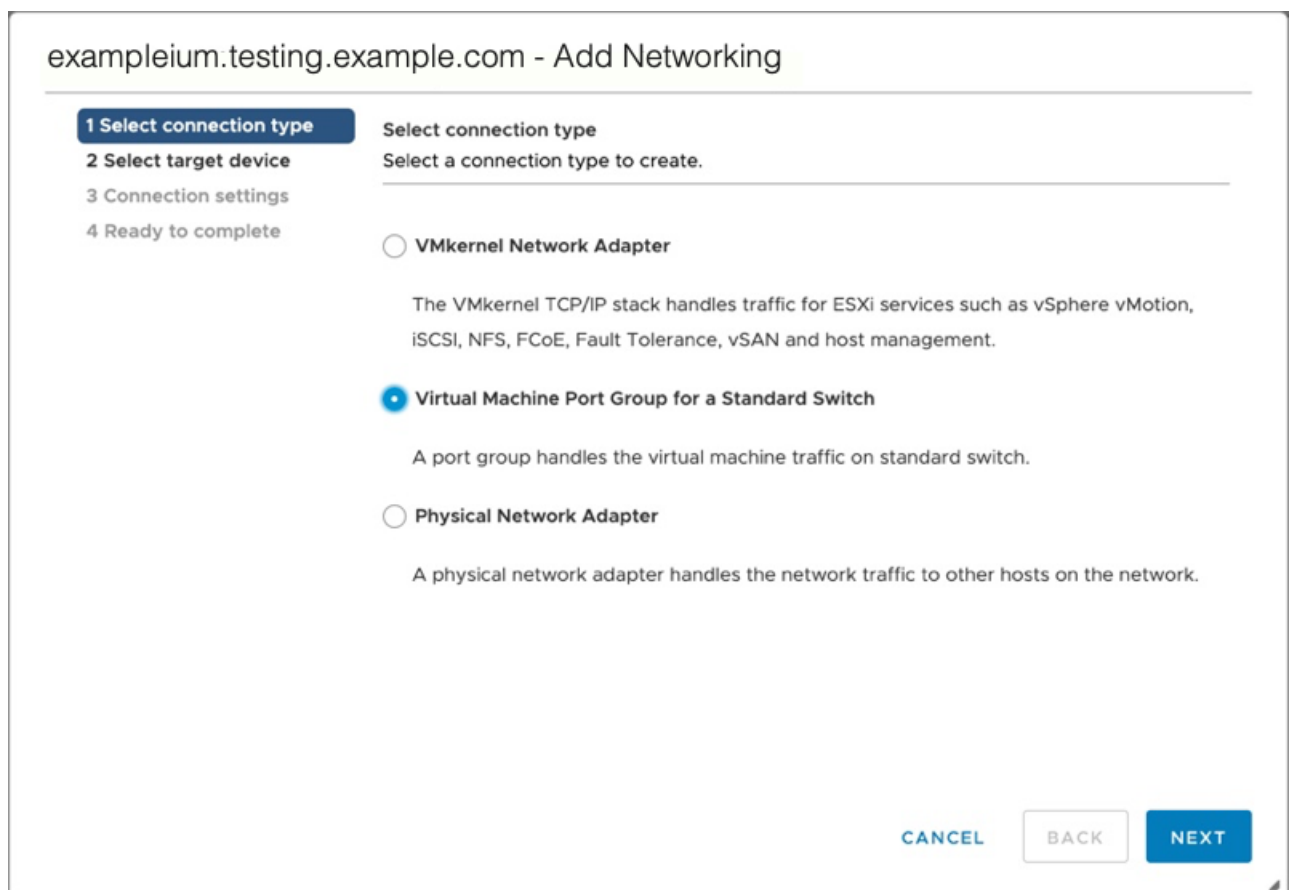 exampleium.testing.example.com - Add Networking
1 Select connection type
2 Select target device
3 Connection settings
4 Ready to complete
Select connection type
Select a connection type to create.
VMkernel Network Adapter
The VMkernel TCP/IP stack handles traffic for ESXi services such as vSphere vMotion,
iSCSI, NFS, FCoE, Fault Tolerance, vSAN and host management.
Virtual Machine Port Group for a Standard Switch
A port group handles the virtual machine traffic on standard switch.
Physical Network Adapter
A physical network adapter handles the network traffic to other hosts on the network.
CANCEL
BACK
NEXT